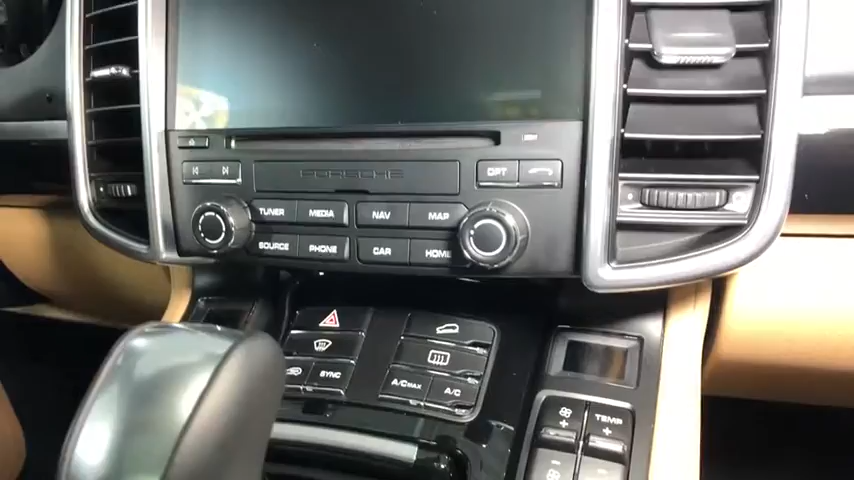 PORSCHE
OPT
TUNER MEDIA NAV MAP
SOURCE PHONE CAR HOME
SYNC
A/C MAX A/C
TEMP